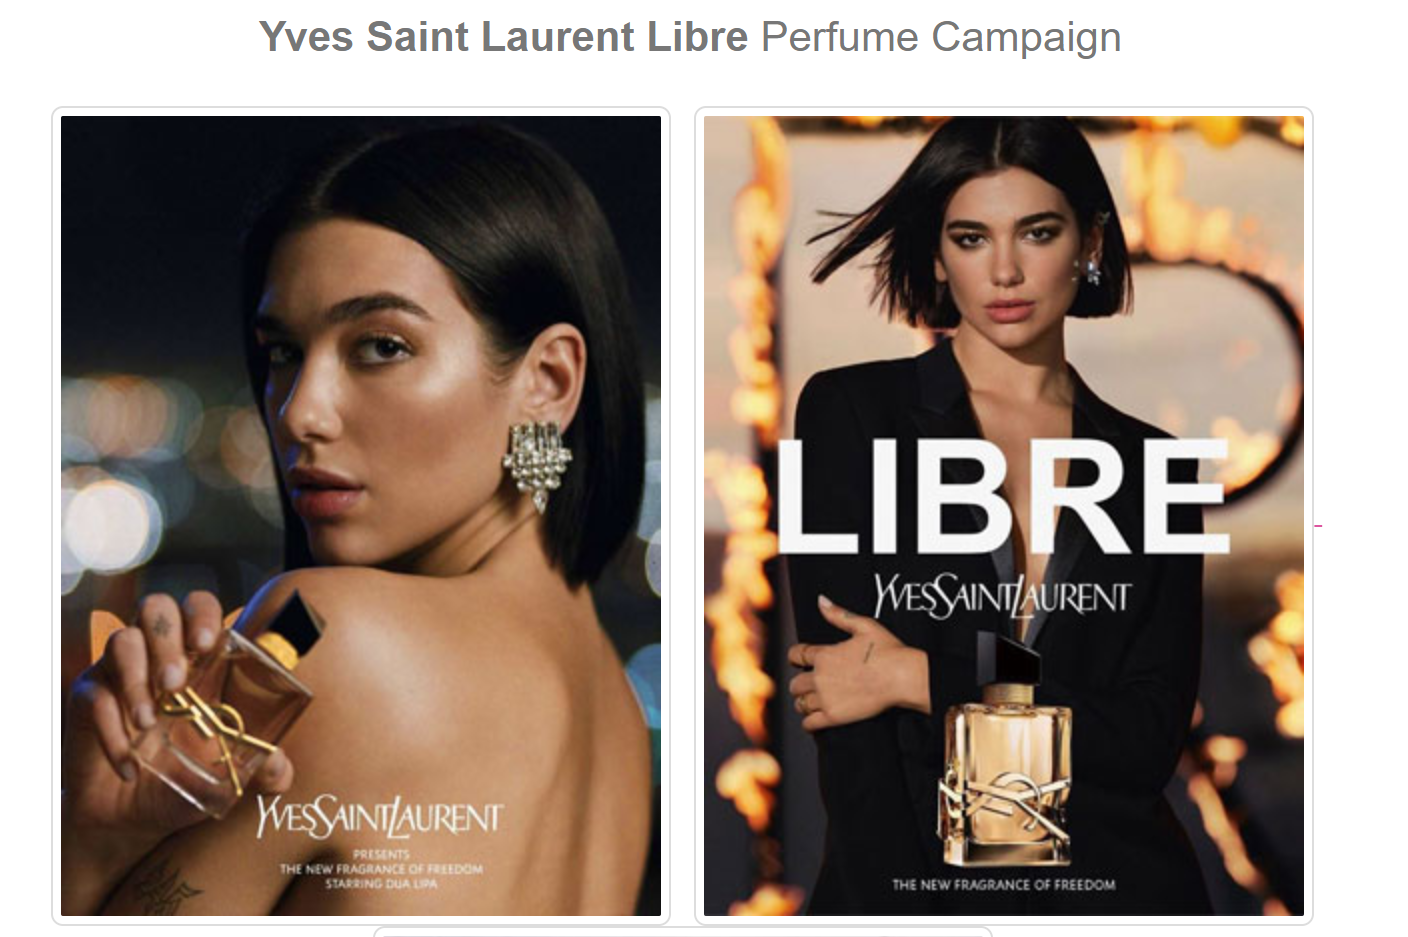 Yves Saint Laurent Libre Perfume Campaign
YVESSAINTLAURENT
PRESENTS
THE NEW FRAGRANCE OF FREEDOM
STARRING DUA LIPA
LIBRE
YVESSAINTLAURENT
THE NEW FRAGRANCE OF FREEDOM